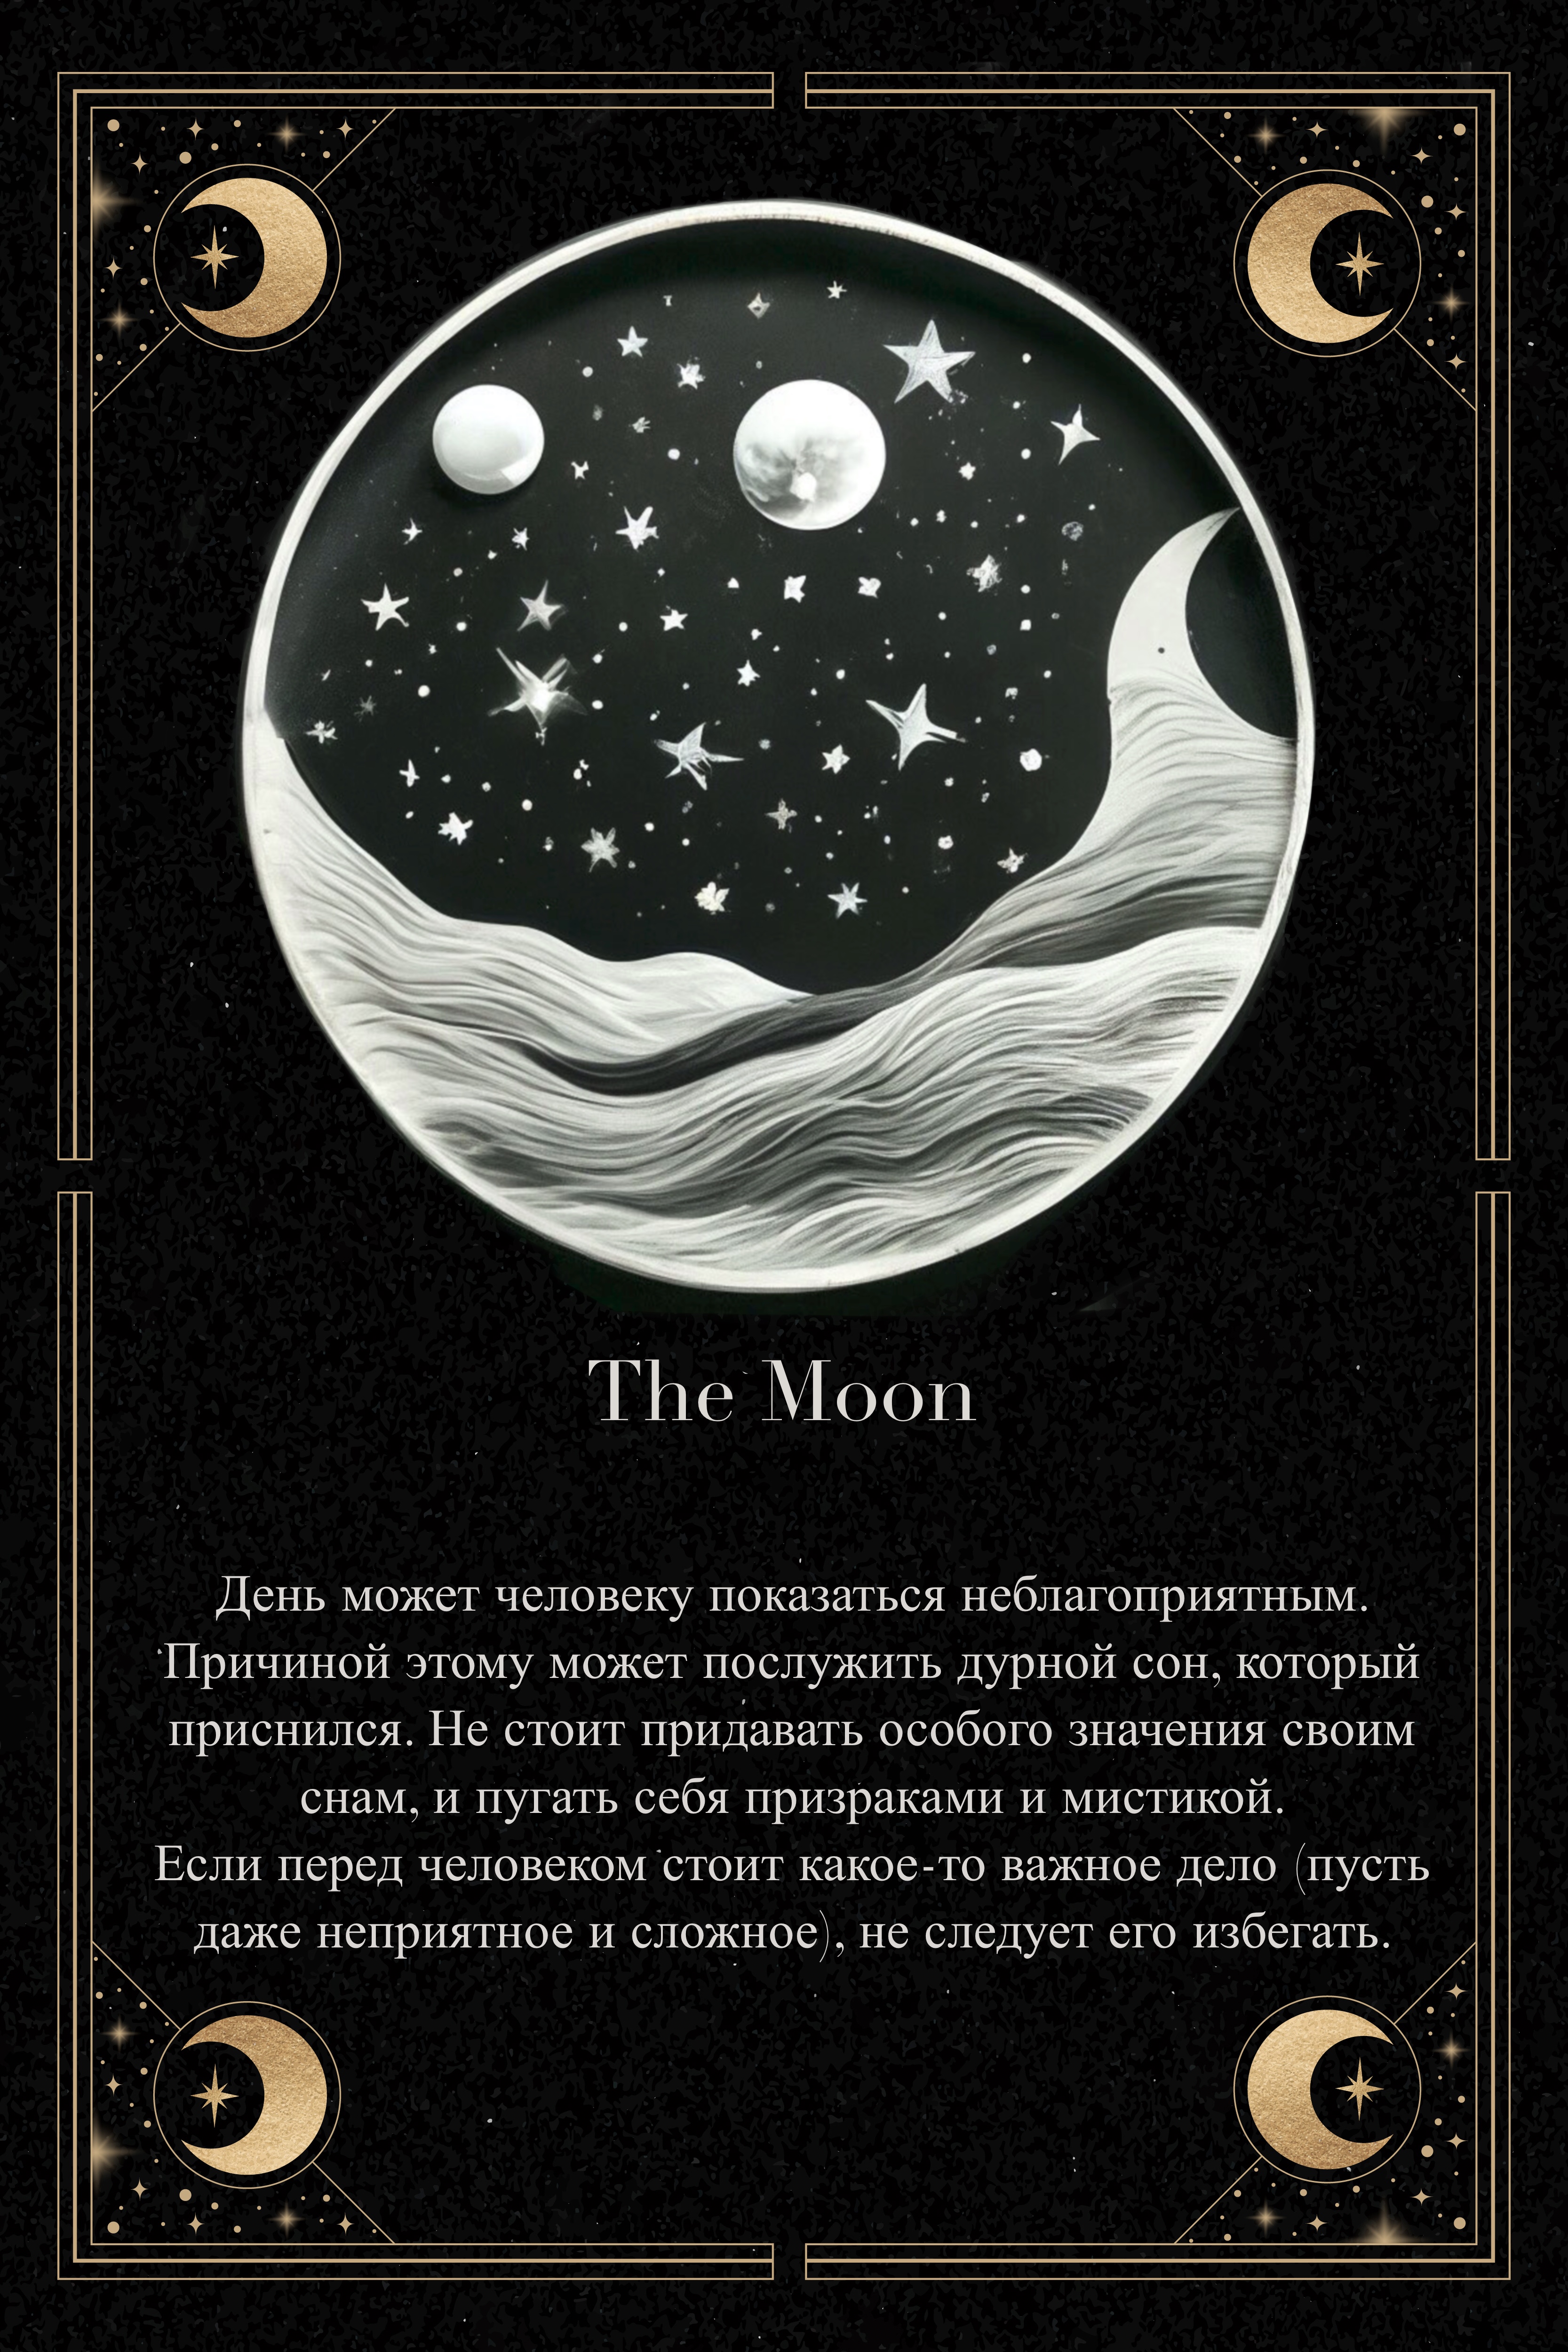 The Moon
День может человеку показаться неблагоприятным.
Причиной этому может послужить дурной сон, который
приснился. Не стоит придавать особого значения своим
снам, и пугать себя призраками и мистикой.
Если перед человеком стоит какое-то важное дело (пусть
даже неприятное и сложное), не следует его избегать.